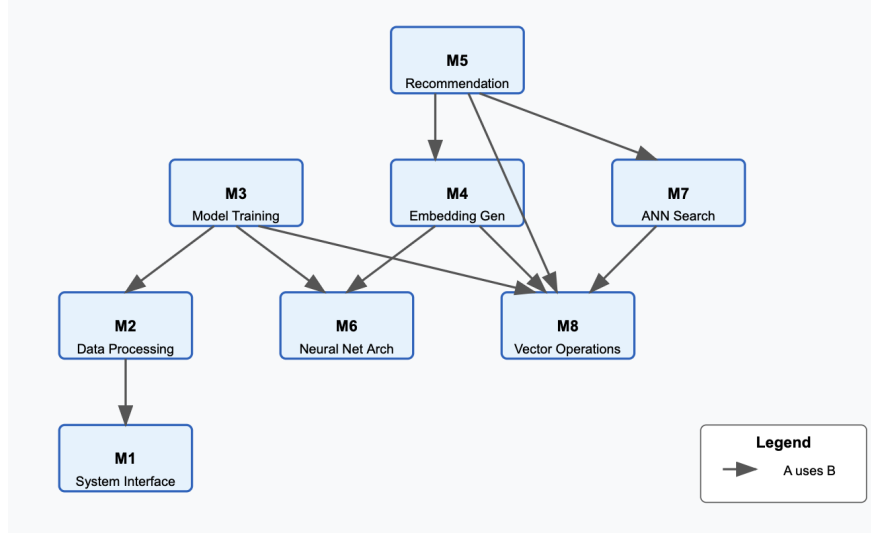 M5
Recommendation
M3
Model Training
M4
Embedding Gen
M7
ANN Search
M2
Data Processing
M6
Neural Net Arch
M8
Vector Operations
M1
System Interface
Legend
A uses B